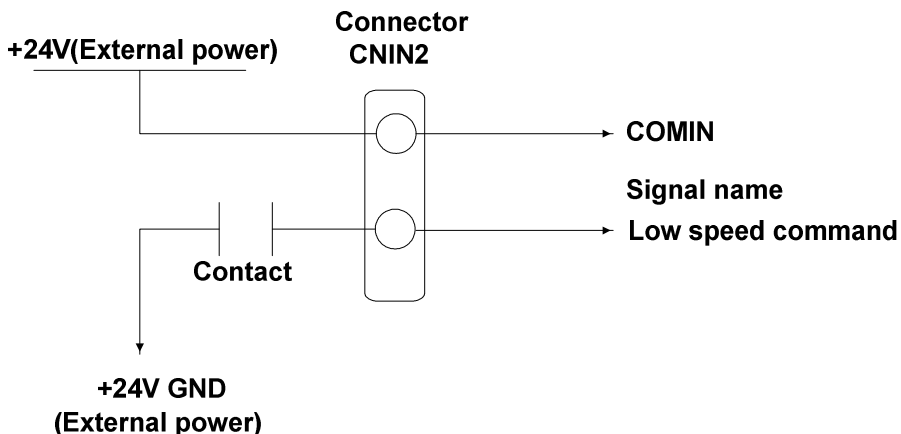 Connector
CNIN2
+24V(External power)
COMIN
Signal name
Low speed command
Contact
+24V GND
(External power)